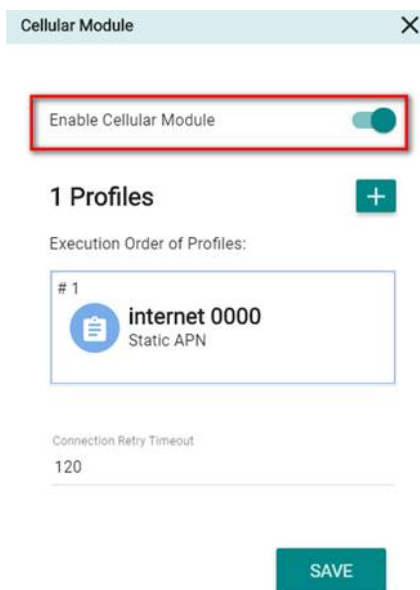 Cellular Module
Enable Cellular Module
1 Profiles
Execution Order of Profiles:
# 1
internet 0000
Static APN
Connection Retry Timeout
120
SAVE